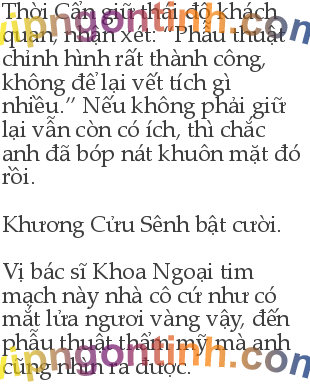 Thời Cẩn giữ thái độ khách
quan, nhận xét: “Phẫu thuật
chỉnh hình rất thành công,
không để lại vết tích gì
nhiều.” Nếu không phải giữ
lại vẫn còn có ích, thì chắc
anh đã bóp nát khuôn mặt đó
rồi.
Khương Cửu Sênh bật cười.
Vị bác sĩ Khoa Ngoại tim
mạch này nhà cô cứ như có
mắt lửa ngươi vàng vậy, đến
phẫu thuật thẩm mỹ mà anh
cũng nhìn ra được.